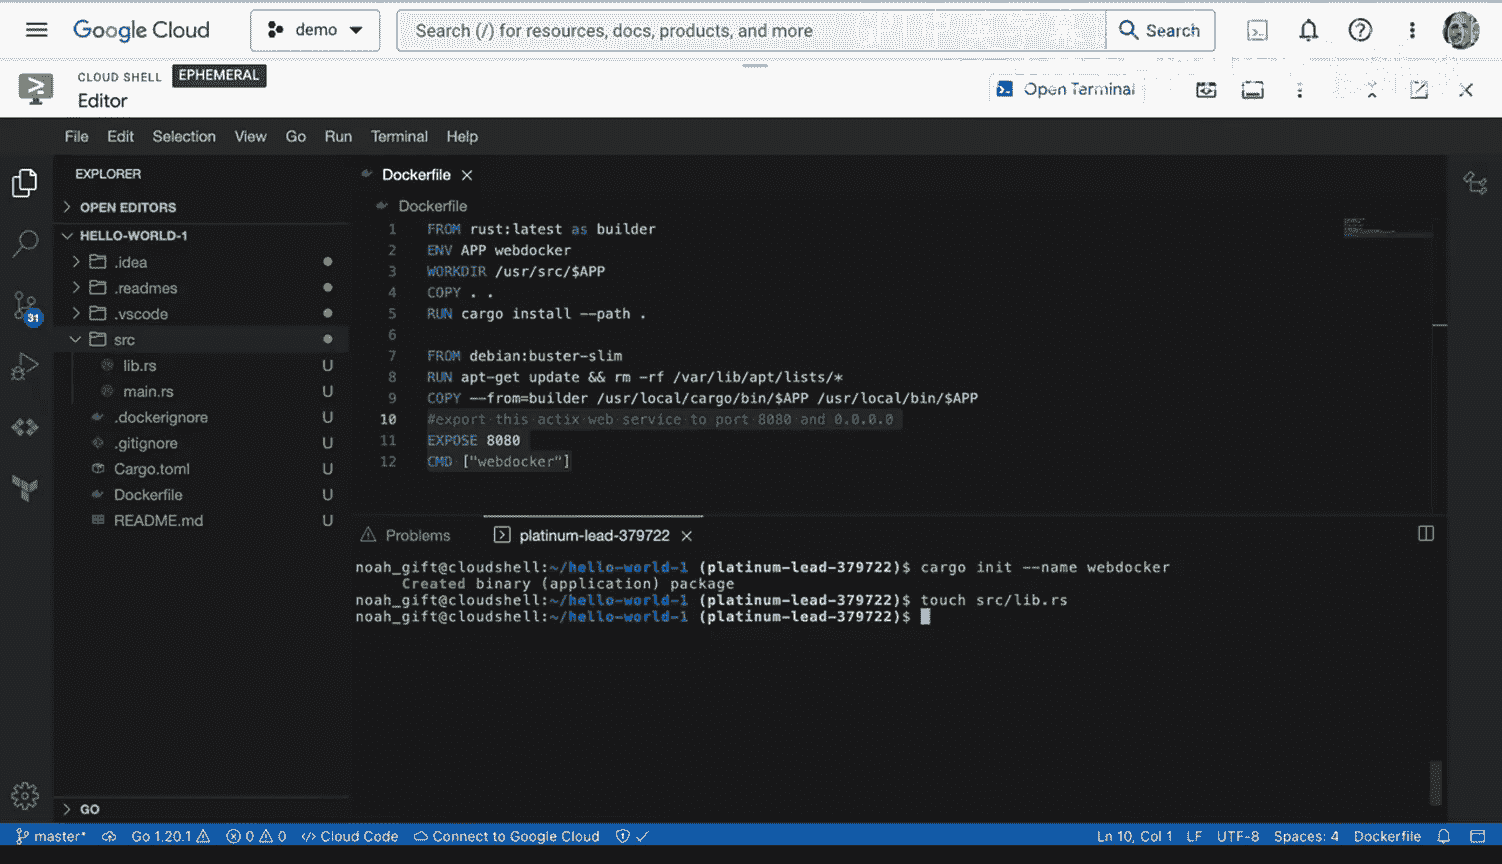 Google Cloud
demo
Search (/) for resources, docs, products, and more
Search
CLOUD SHELL
EPHEMERAL
Editor
Open Terminal
File Edit Selection View Go Run Terminal Help
EXPLORER
OPEN EDITORS
HELLO-WORLD-1
.idea
.readmes
.vscode
src
lib.rs U
main.rs U
.dockerignore U
.gitignore U
Cargo.toml U
Dockerfile U
README.md U
31
GO
Dockerfile
Dockerfile
1 FROM rust:latest as builder
2 ENV APP webdocker
3 WORKDIR /usr/src/$APP
4 COPY . .
5 RUN cargo install --path .
6
7 FROM debian:buster-slim
8 RUN apt-get update && rm -rf /var/lib/apt/lists/*
9 COPY --from=builder /usr/local/cargo/bin/$APP /usr/local/bin/$APP
10 #export this actix web service to port 8080 and 0.0.0.0
11 EXPOSE 8080
12 CMD ["webdocker"]
Problems
platinum-lead-379722
noah_gift@cloudshell:~/hello-world-1 (platinum-lead-379722)$ cargo init --name webdocker
Created binary (application) package
noah_gift@cloudshell:~/hello-world-1 (platinum-lead-379722)$ touch src/lib.rs
noah_gift@cloudshell:~/hello-world-1 (platinum-lead-379722)$
master* Go 1.20.1 0 0 Cloud Code Connect to Google Cloud Ln 10, Col 1 LF UTF-8 Spaces: 4 Dockerfile